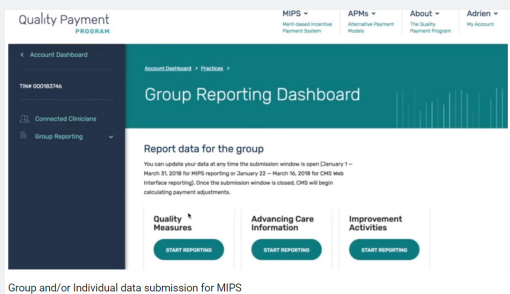 Quality Payment
PROGRAM
MIPS
Merit-based Incentive
Payment System
APMs
Alternative Payment
Models
About
The Quality
Payment Program
Adrien
My Account
< Account Dashboard
TIN# 000183746
Connected Clinicians
Group Reporting
Account Dashboard > Practices >
Group Reporting Dashboard
Report data for the group
You can update your data at any time the submission window is open (January 1 –
March 31, 2018 for MIPS reporting or January 22 – March 16, 2018 for CMS Web
Interface reporting). Once the submission window is closed, CMS will begin
calculating payment adjustments.
Quality
Measures
START REPORTING
Advancing Care
Information
START REPORTING
Improvement
Activities
START REPORTING
Group and/or Individual data submission for MIPS